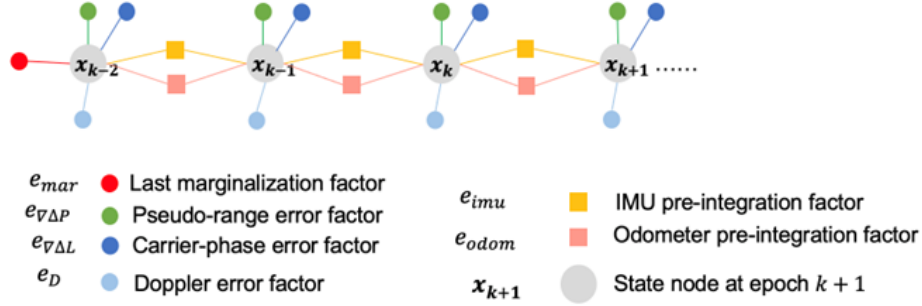 x_{k−2} x_{k−1} x_k x_{k+1} ......
e_{mar} Last marginalization factor
e_{∇ΔP} Pseudo-range error factor
e_{∇ΔL} Carrier-phase error factor
e_D Doppler error factor
e_{imu} IMU pre-integration factor
e_{odom} Odometer pre-integration factor
x_{k+1} State node at epoch k + 1